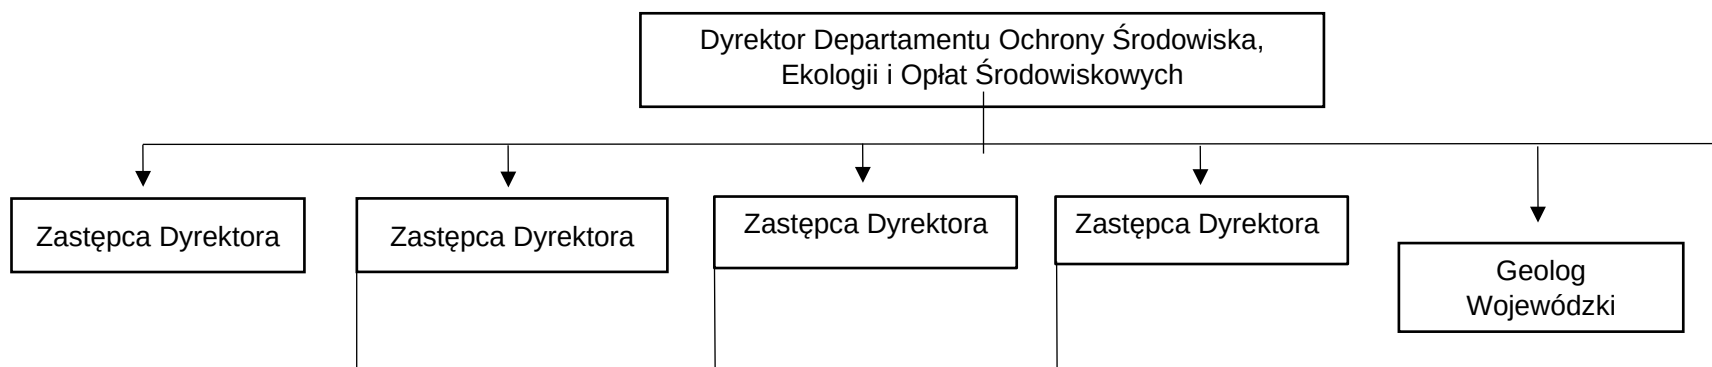 Dyrektor Departamentu Ochrony Środowiska,
Ekologii i Opłat Środowiskowych
Zastępca Dyrektora
Zastępca Dyrektora
Zastępca Dyrektora
Zastępca Dyrektora
Geolog
Wojewódzki